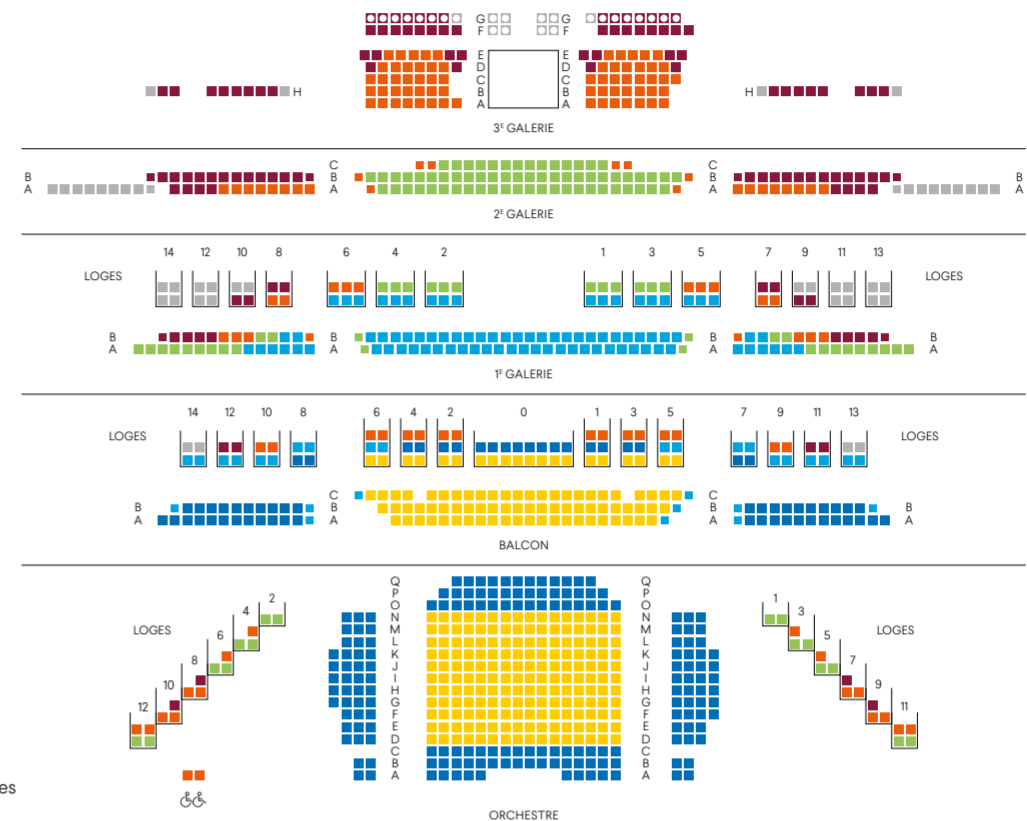 G G
F F
E E
D D
C C
H B B H
A A
3E GALERIE
C C
B B B B
A A A A
2E GALERIE
14 12 10 8 6 4 2 1 3 5 7 9 11 13
LOGES LOGES
B B B B
A A A A
1E GALERIE
14 12 10 8 6 4 2 0 1 3 5 7 9 11 13
LOGES LOGES
C C
B B B B
A A A A
BALCON
Q Q
P P
2 O O 1
4 N N 3
LOGES M M LOGES
6 L L 5
8 K K 7
J J
10 I I 9
12 H H 11
G G
F F
E E
D D
C C
B B
A A
es
ORCHESTRE